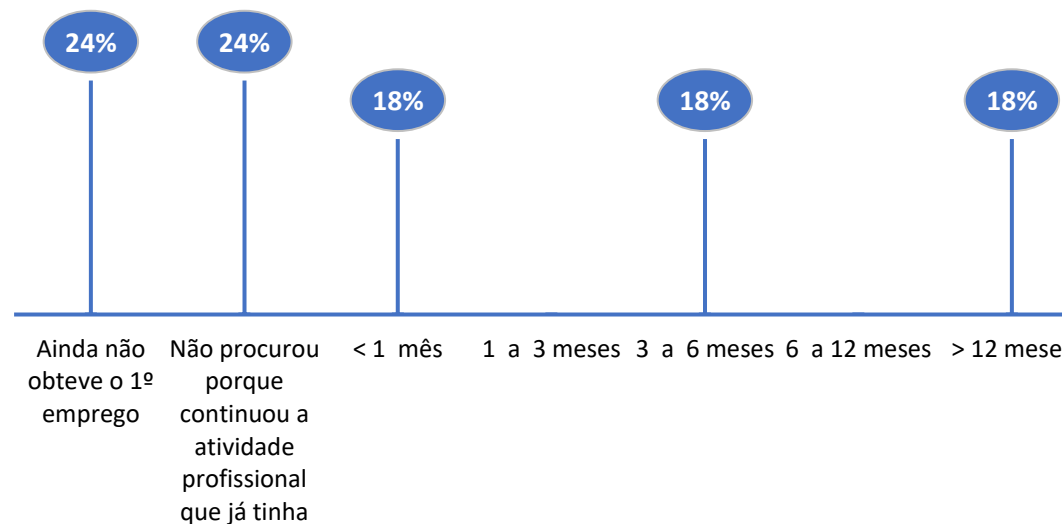 24%
24%
18%
18%
18%
Ainda não
obteve o 1º
emprego
Não procurou
porque
continuou a
atividade
profissional
que já tinha
< 1 mês
1 a 3 meses
3 a 6 meses
6 a 12 meses
> 12 mese